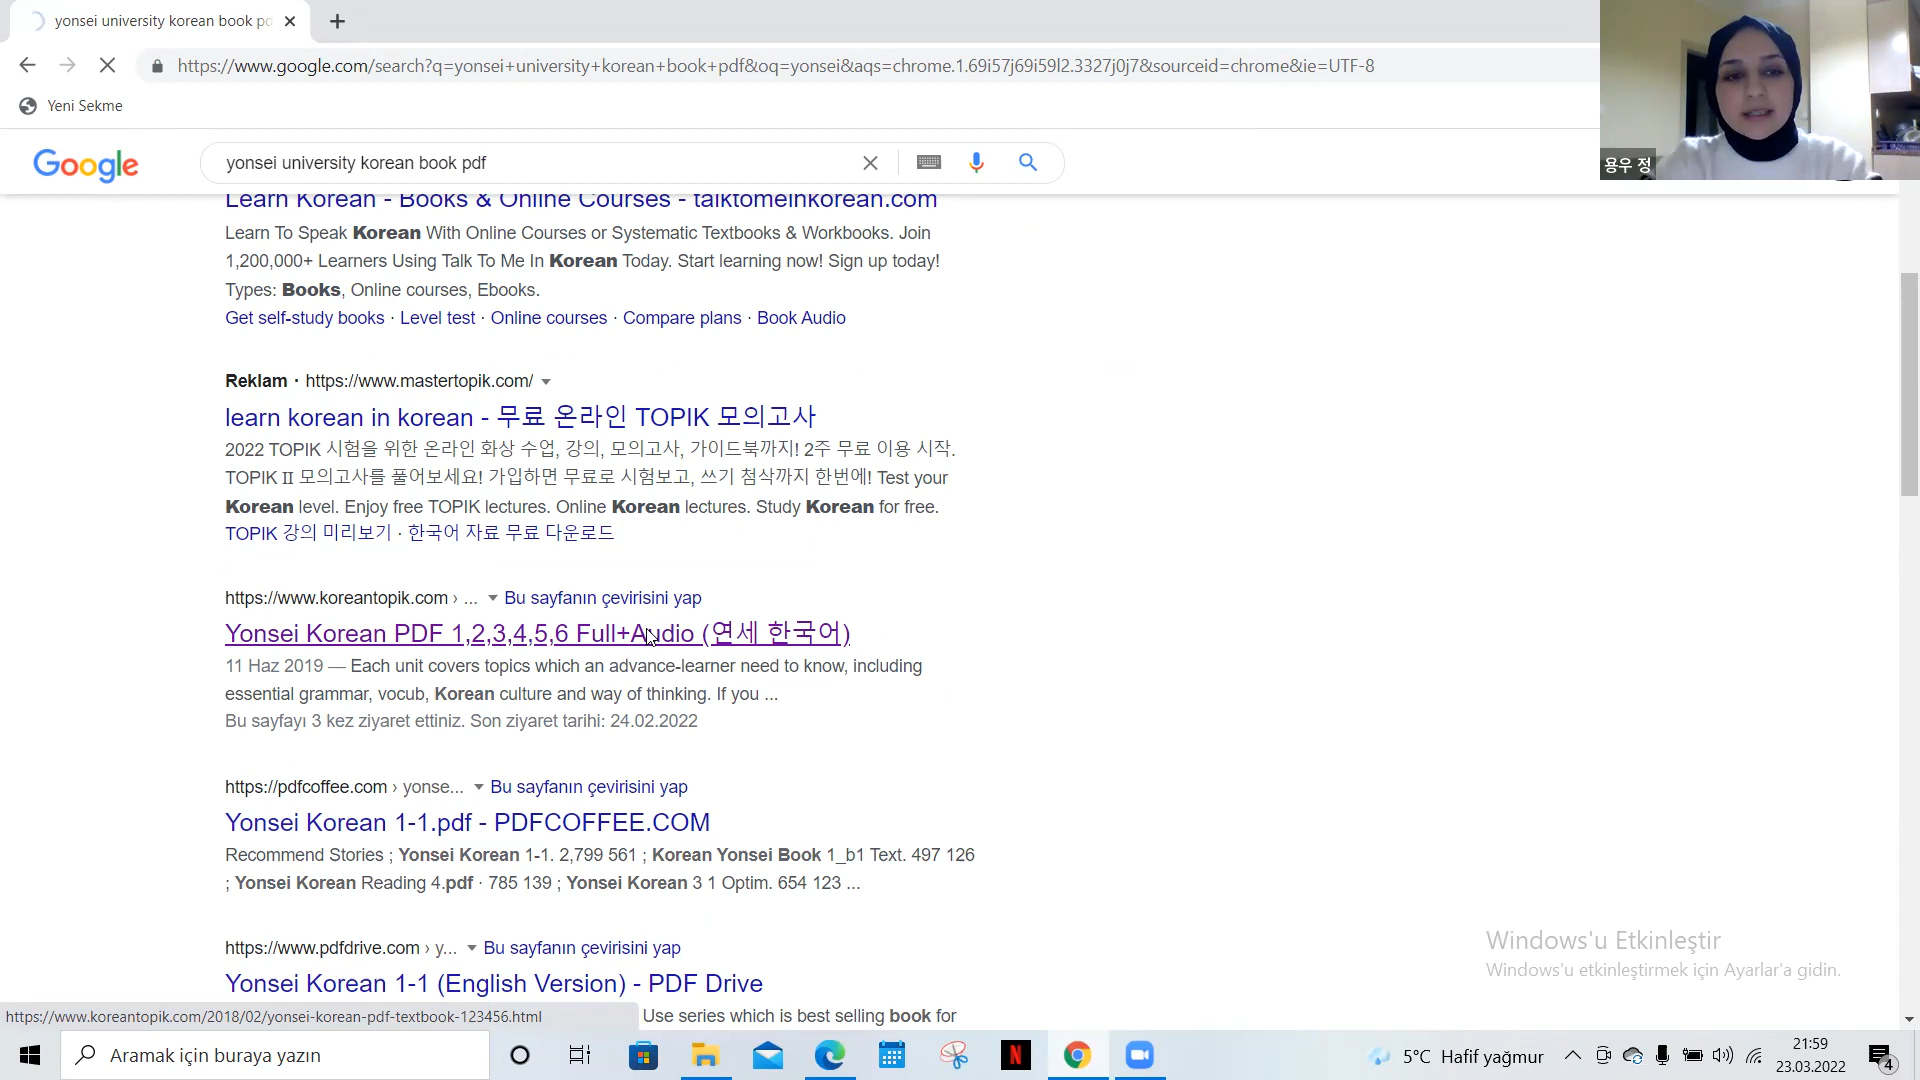 yonsei university korean book pd
https://www.google.com/search?q=yonsei+university+korean+book+pdf&oq=yonsei&aqs=chrome.1.69i57j69i59l2.3327j0j7&sourceid=chrome&ie=UTF-8
Yeni Sekme
Google
yonsei university korean book pdf
용우 정
Learn Korean - Books & Online Courses - talktomeinkorean.com
Learn To Speak Korean With Online Courses or Systematic Textbooks & Workbooks. Join
1,200,000+ Learners Using Talk To Me In Korean Today. Start learning now! Sign up today!
Types: Books, Online courses, Ebooks.
Get self-study books · Level test · Online courses · Compare plans · Book Audio
Reklam · https://www.mastertopik.com/
learn korean in korean - 무료 온라인 TOPIK 모의고사
2022 TOPIK 시험을 위한 온라인 화상 수업, 강의, 모의고사, 가이드북까지! 2주 무료 이용 시작.
TOPIK II 모의고사를 풀어보세요! 가입하면 무료로 시험보고, 쓰기 첨삭까지 한번에! Test your
Korean level. Enjoy free TOPIK lectures. Online Korean lectures. Study Korean for free.
TOPIK 강의 미리보기 · 한국어 자료 무료 다운로드
https://www.koreantopik.com › ... Bu sayfanın çevirisini yap
Yonsei Korean PDF 1,2,3,4,5,6 Full+Audio (연세 한국어)
11 Haz 2019 — Each unit covers topics which an advance-learner need to know, including
essential grammar, vocub, Korean culture and way of thinking. If you ...
Bu sayfayı 3 kez ziyaret ettiniz. Son ziyaret tarihi: 24.02.2022
https://pdfcoffee.com › yonse... Bu sayfanın çevirisini yap
Yonsei Korean 1-1.pdf - PDFCOFFEE.COM
Recommend Stories ; Yonsei Korean 1-1. 2,799 561 ; Korean Yonsei Book 1_b1 Text. 497 126
; Yonsei Korean Reading 4.pdf · 785 139 ; Yonsei Korean 3 1 Optim. 654 123 ...
https://www.pdfdrive.com › y... Bu sayfanın çevirisini yap
Yonsei Korean 1-1 (English Version) - PDF Drive
Use series which is best selling book for
Windows'u Etkinleştir
Windows'u etkinleştirmek için Ayarlar'a gidin.
https://www.koreantopik.com/2018/02/yonsei-korean-pdf-textbook-123456.html
Aramak için buraya yazın
N
5°C Hafif yağmur
21:59
23.03.2022
4